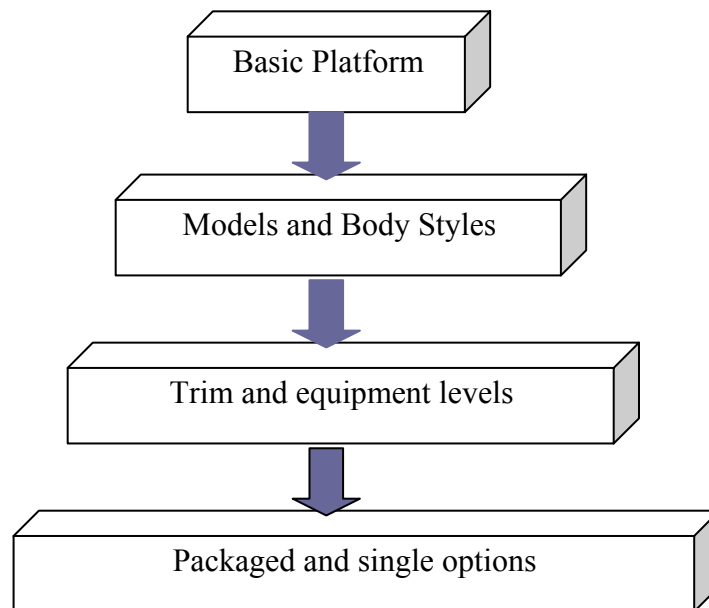 Basic Platform
Models and Body Styles
Trim and equipment levels
Packaged and single options